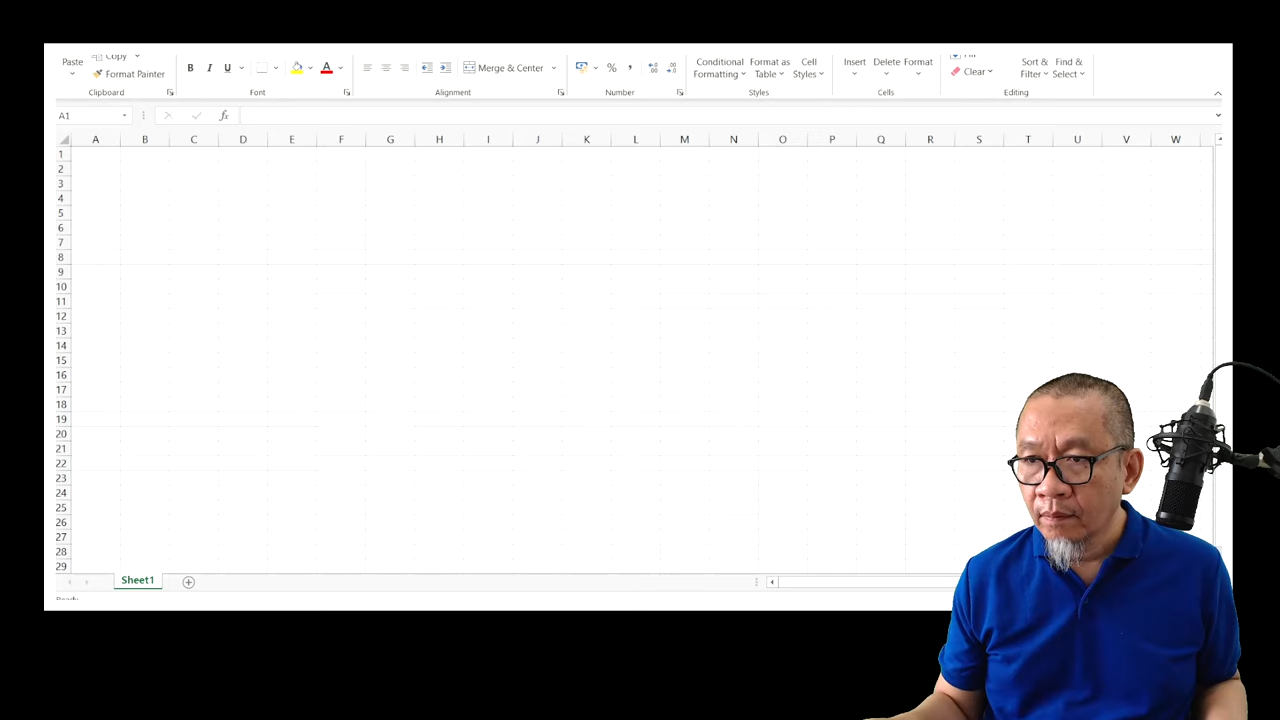 Paste
Copy
Format Painter
Clipboard
B I U A
Font
Merge & Center
Alignment
% ,
Number
Conditional Formatting
Format as Table
Cell Styles
Styles
Insert Delete Format
Cells
Clear
Sort & Filter
Find & Select
Editing
A1 fx
A B C D E F G H I J K L M N O P Q R S T U V W
1
2
3
4
5
6
7
8
9
10
11
12
13
14
15
16
17
18
19
20
21
22
23
24
25
26
27
28
29
Sheet1
Ready